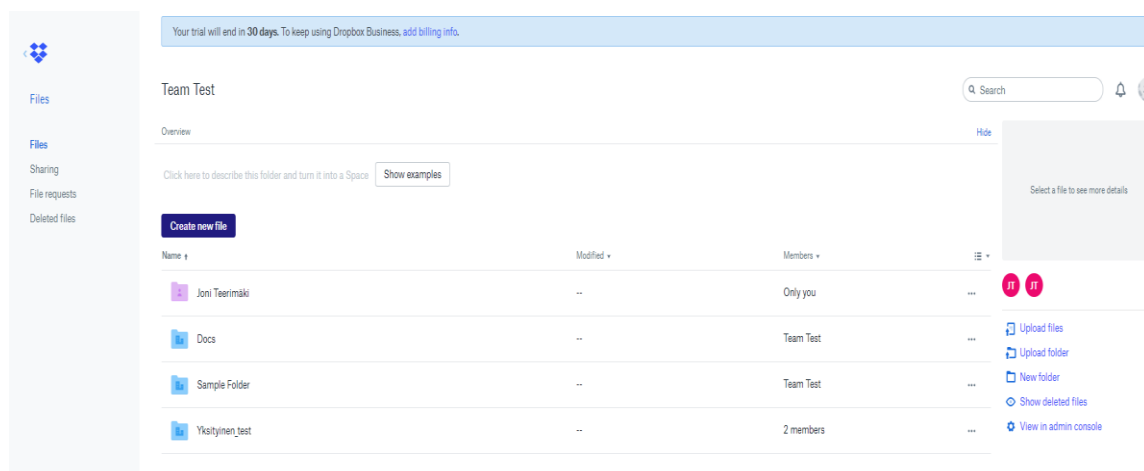 Your trial will end in 30 days. To keep using Dropbox Business, add billing info.
Files
Files
Sharing
File requests
Deleted files
Team Test
Search
Overview
Hide
Click here to describe this folder and turn it into a Space
Show examples
Create new file
Name Modified Members
Joni Teerimäki -- Only you
Docs -- Team Test
Sample Folder -- Team Test
Yksityinen_test -- 2 members
Select a file to see more details
JT JT
Upload files
Upload folder
New folder
Show deleted files
View in admin console